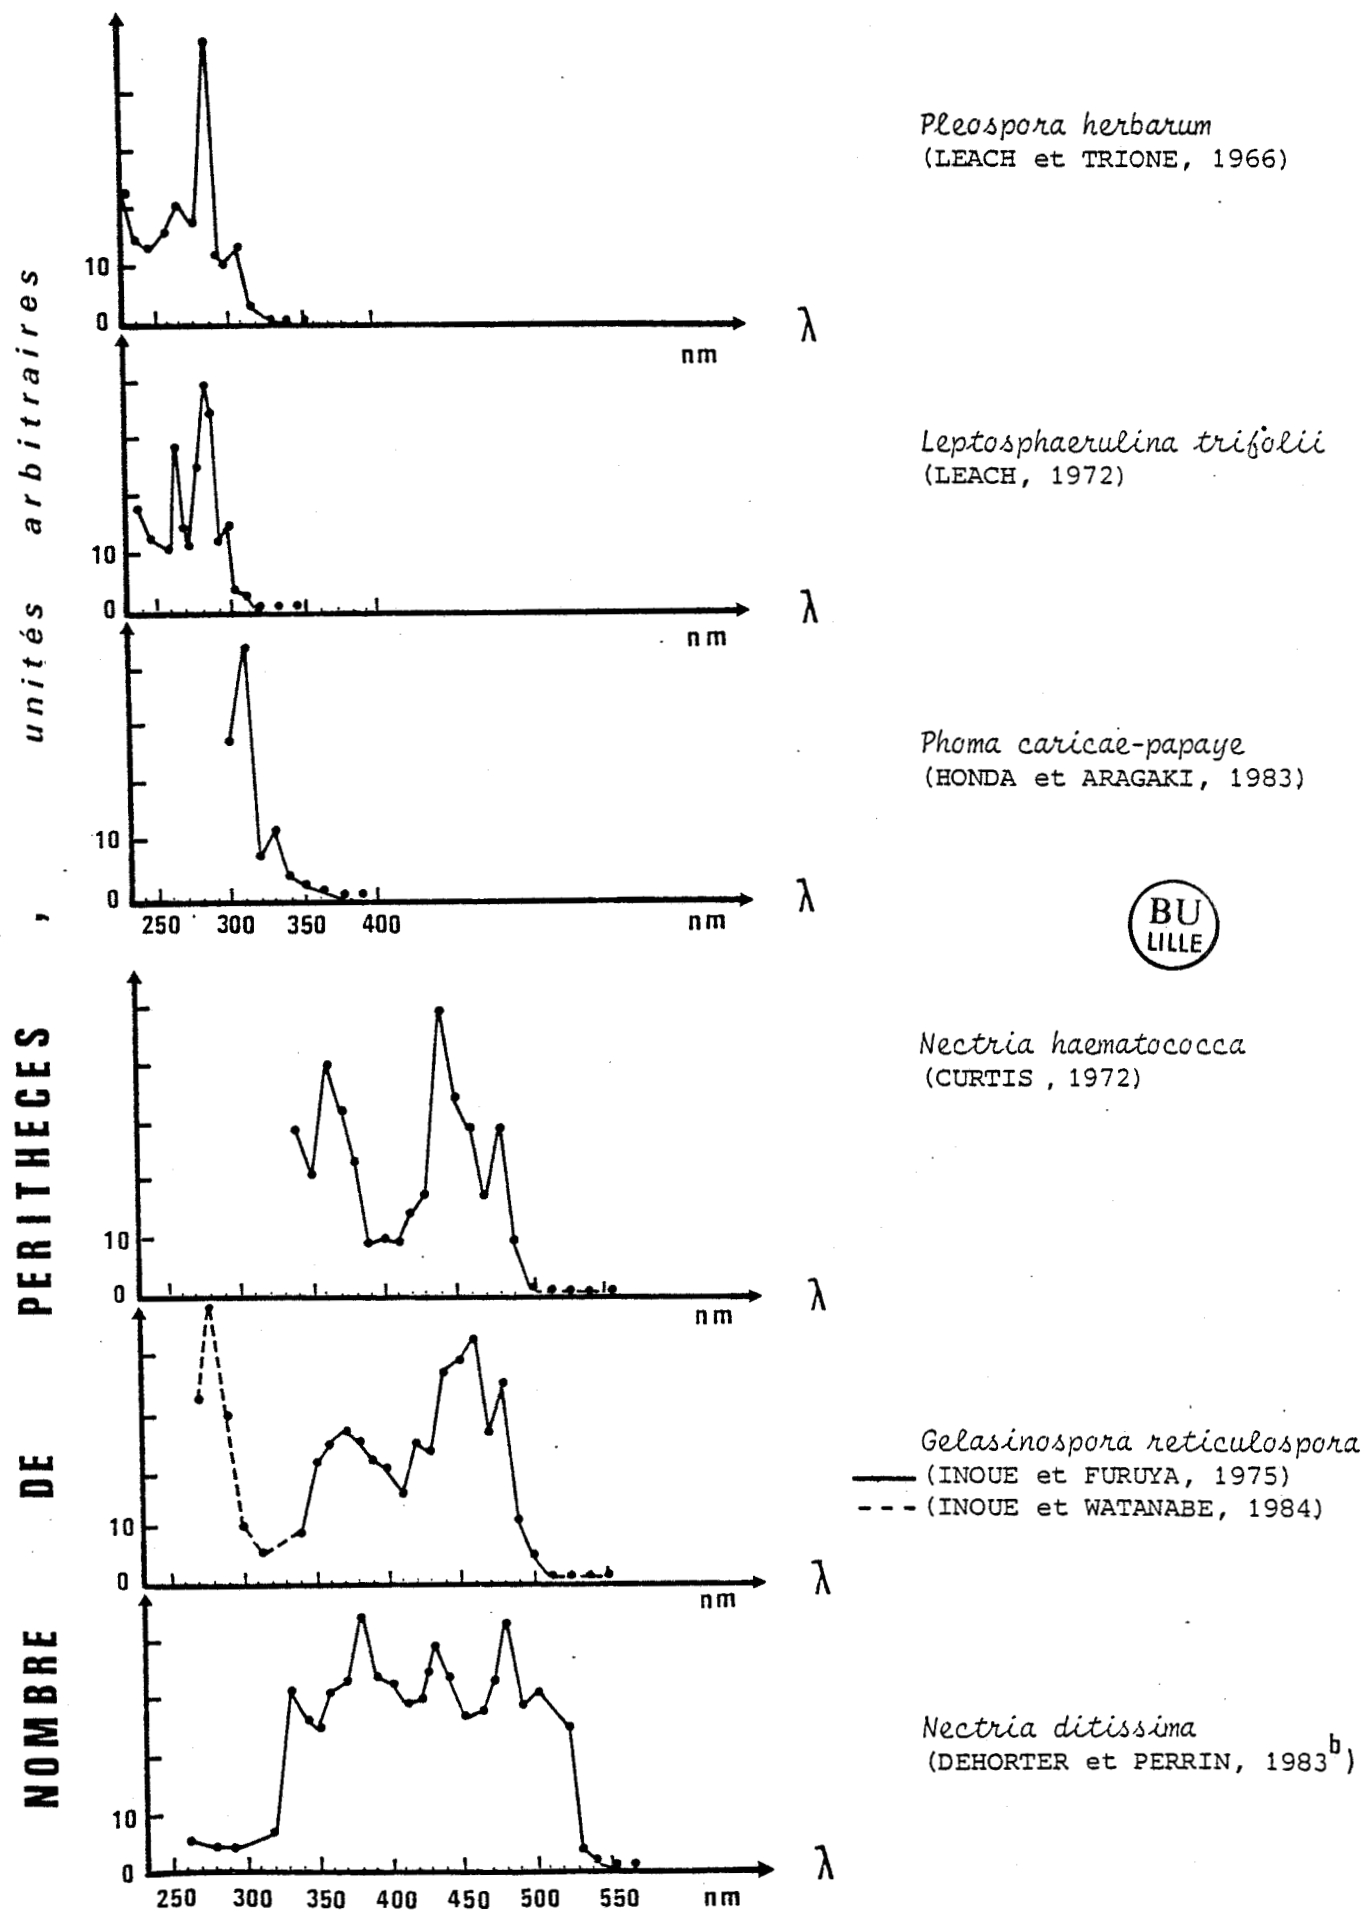 Pleospora herbarum
(LEACH et TRIONE, 1966)
10
0
λ
nm
Leptosphaerulina trifolii
(LEACH, 1972)
10
0
λ
nm
Phoma caricae-papaye
(HONDA et ARAGAKI, 1983)
10
0
λ
250 300 350 400 nm
BU
LILLE
Nectria haematococca
(CURTIS , 1972)
10
0
λ
nm
Gelasinospora reticulospora
(INOUE et FURUYA, 1975)
(INOUE et WATANABE, 1984)
10
0
λ
nm
Nectria ditissima
(DEHORTER et PERRIN, 1983b)
10
0
λ
250 300 350 400 450 500 550 nm
NOMBRE DE PERITHECES , unités arbitraires